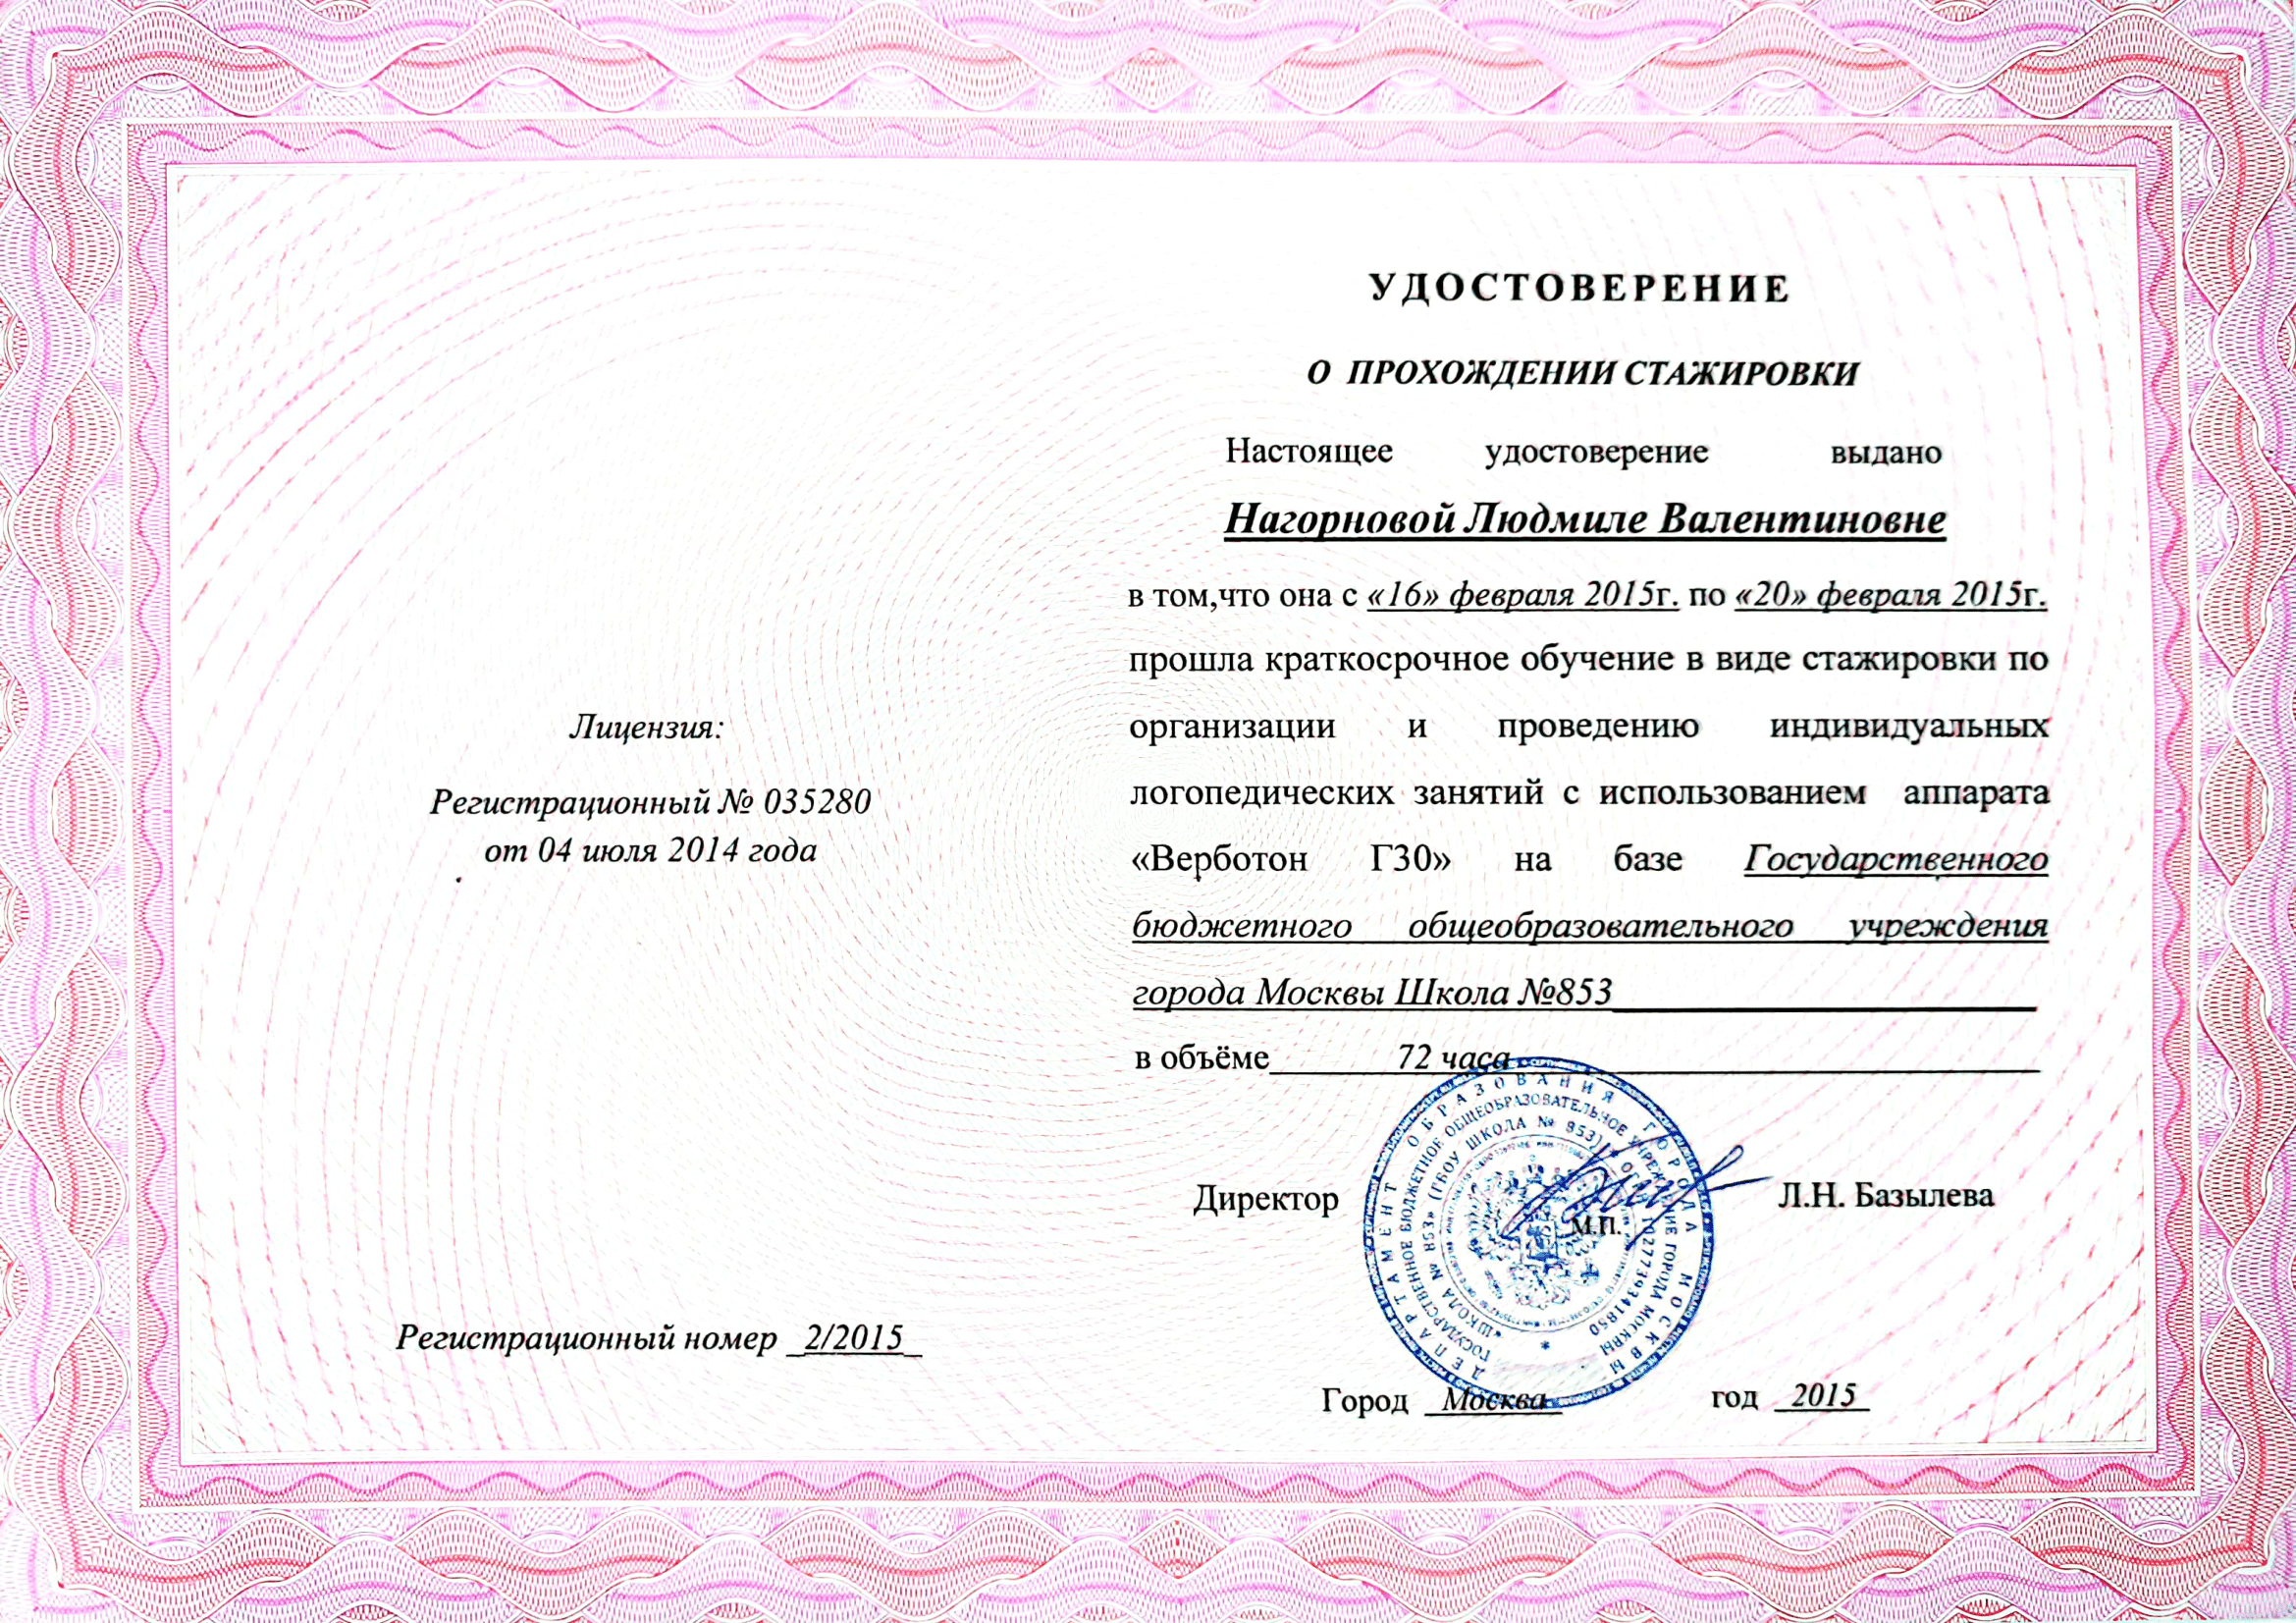 Лицензия:
Регистрационный № 035280
от 04 июля 2014 года
Регистрационный номер _2/2015_
УДОСТОВЕРЕНИЕ
О ПРОХОЖДЕНИИ СТАЖИРОВКИ
Настоящее удостоверение выдано
Нагорновой Людмиле Валентиновне
в том,что она с «16» февраля 2015г. по «20» февраля 2015г.
прошла краткосрочное обучение в виде стажировки по
организации и проведению индивидуальных
логопедических занятий с использованием аппарата
«Верботон Г30» на базе Государственного
бюджетного общеобразовательного учреждения
города Москвы Школа №853
в объёме 72 часа
Директор Л.Н. Базылева
М.П.
ДЕПАРТАМЕНТ ОБРАЗОВАНИЯ ГОРОДА МОСКВЫ
ГОСУДАРСТВЕННОЕ БЮДЖЕТНОЕ ОБЩЕОБРАЗОВАТЕЛЬНОЕ УЧРЕЖДЕНИЕ ГОРОДА МОСКВЫ
«ШКОЛА № 853» (ГБОУ ШКОЛА № 853) * 1027739341850
Город Москва год 2015